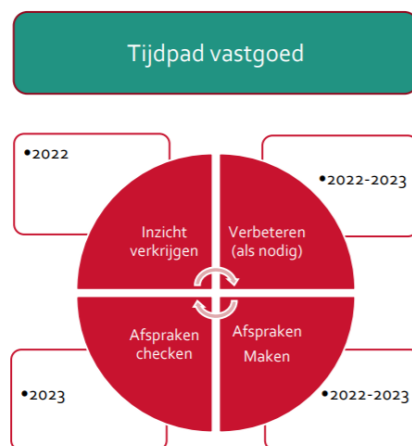 Tijdpad vastgoed
•2022
•2022-2023
Inzicht
verkrijgen
Verbeteren
(als nodig)
Afspraken
checken
Afspraken
Maken
•2023
•2022-2023